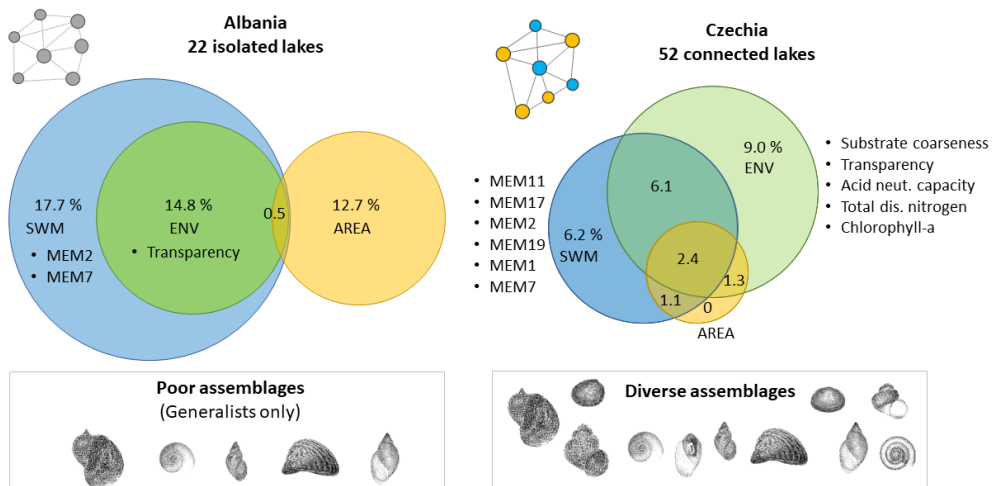 Albania
22 isolated lakes
17.7 %
SWM
• MEM2
• MEM7
14.8 %
ENV
• Transparency
0.5
12.7 %
AREA
Poor assemblages
(Generalists only)
Czechia
52 connected lakes
• MEM11
• MEM17
• MEM2
• MEM19
• MEM1
• MEM7
9.0 %
ENV
6.1
6.2 %
SWM
2.4
1.3
1.1
0
AREA
• Substrate coarseness
• Transparency
• Acid neut. capacity
• Total dis. nitrogen
• Chlorophyll-a
Diverse assemblages